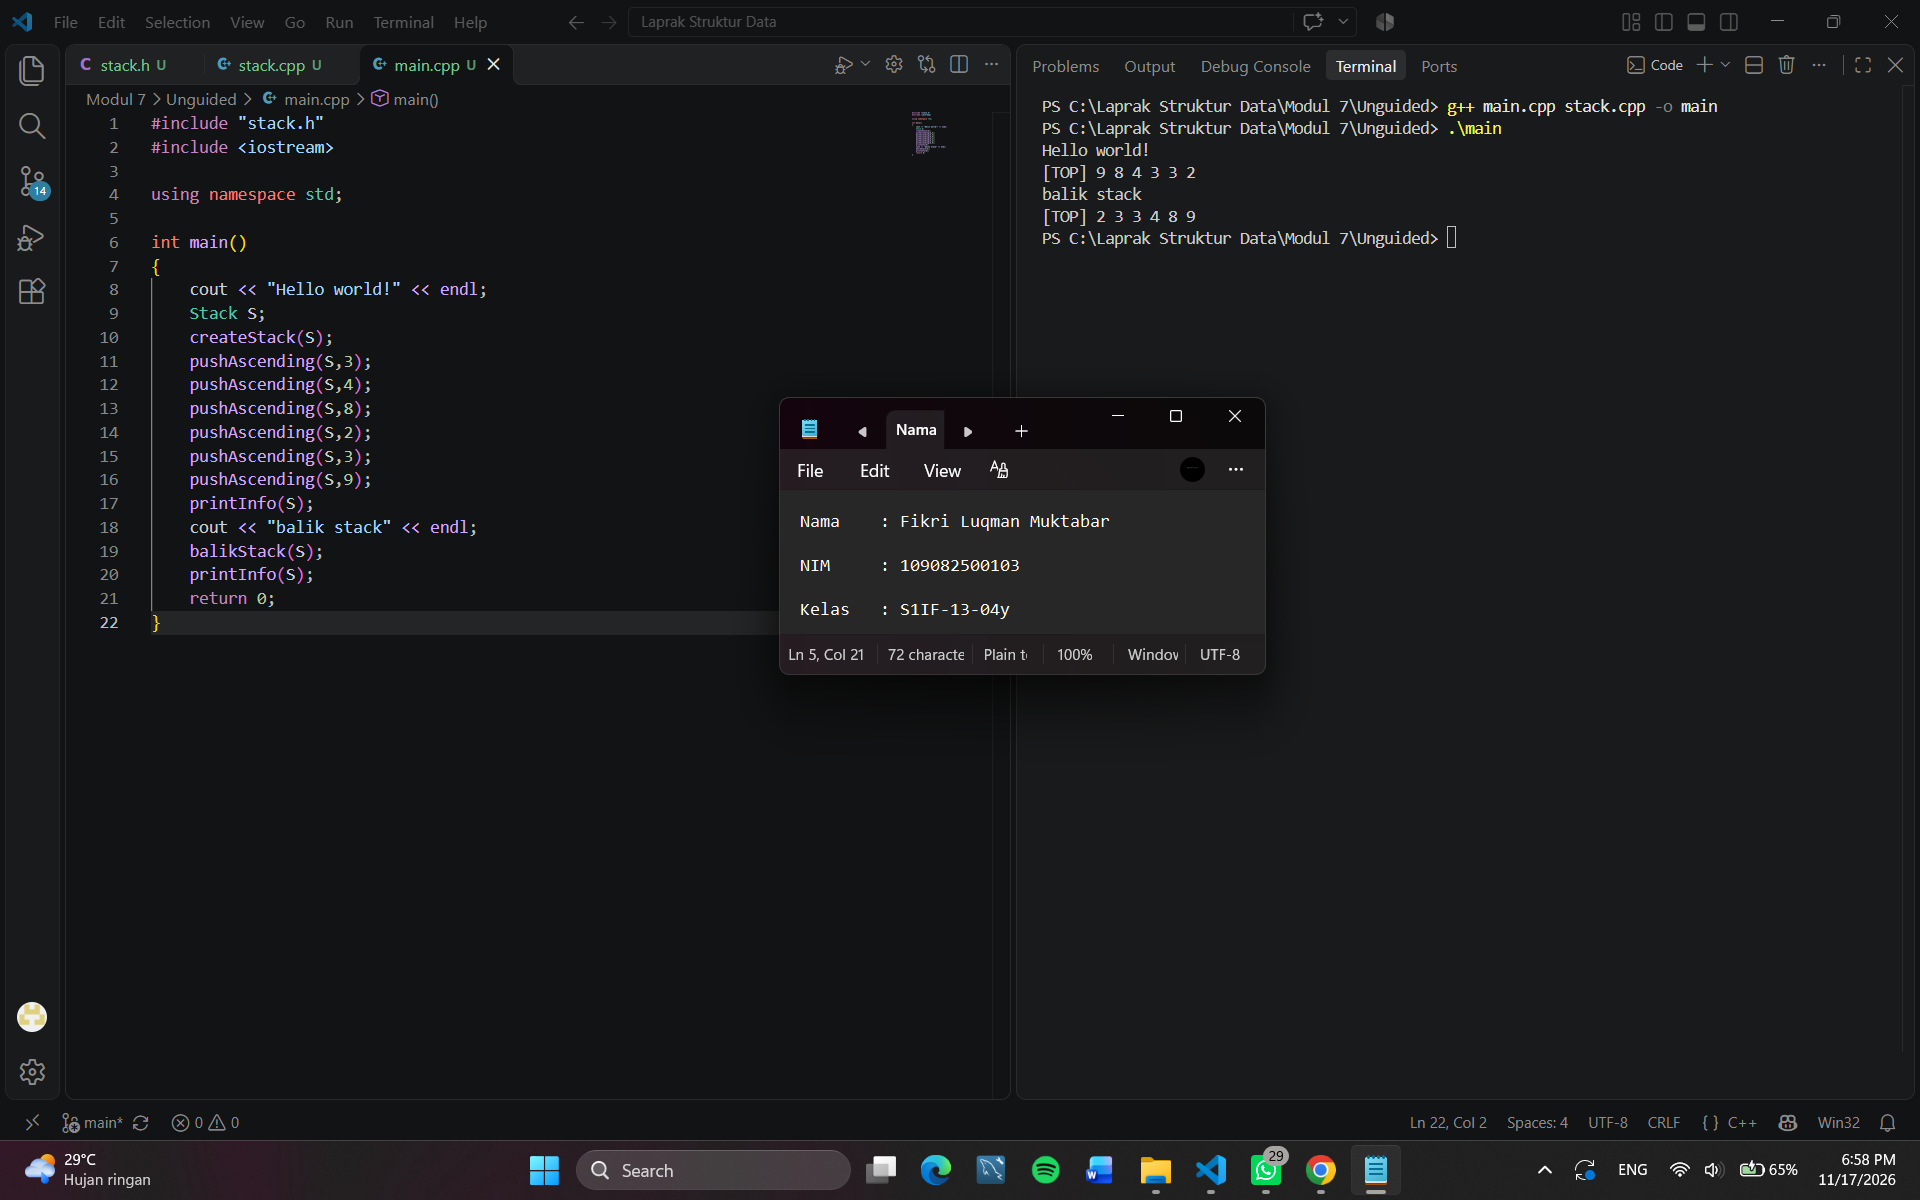 File Edit Selection View Go Run Terminal Help
Laprak Struktur Data
stack.h U
stack.cpp U
main.cpp U
Modul 7 > Unguided > main.cpp > main()
1 #include "stack.h"
2 #include <iostream>
3
4 using namespace std;
5
6 int main()
7 {
8 cout << "Hello world!" << endl;
9 Stack S;
10 createStack(S);
11 pushAscending(S,3);
12 pushAscending(S,4);
13 pushAscending(S,8);
14 pushAscending(S,2);
15 pushAscending(S,3);
16 pushAscending(S,9);
17 printInfo(S);
18 cout << "balik stack" << endl;
19 balikStack(S);
20 printInfo(S);
21 return 0;
22 }
14
Problems Output Debug Console Terminal Ports
Code
PS C:\Laprak Struktur Data\Modul 7\Unguided> g++ main.cpp stack.cpp -o main
PS C:\Laprak Struktur Data\Modul 7\Unguided> .\main
Hello world!
[TOP] 9 8 4 3 3 2
balik stack
[TOP] 2 3 3 4 8 9
PS C:\Laprak Struktur Data\Modul 7\Unguided>
Nama
File Edit View
Nama : Fikri Luqman Muktabar
NIM : 109082500103
Kelas : S1IF-13-04y
Ln 5, Col 21 72 characte Plain t 100% Window UTF-8
main* 0 0
Ln 22, Col 2 Spaces: 4 UTF-8 CRLF { } C++ Win32
29°C
Hujan ringan
Search
29
ENG
65%
6:58 PM
11/17/2026